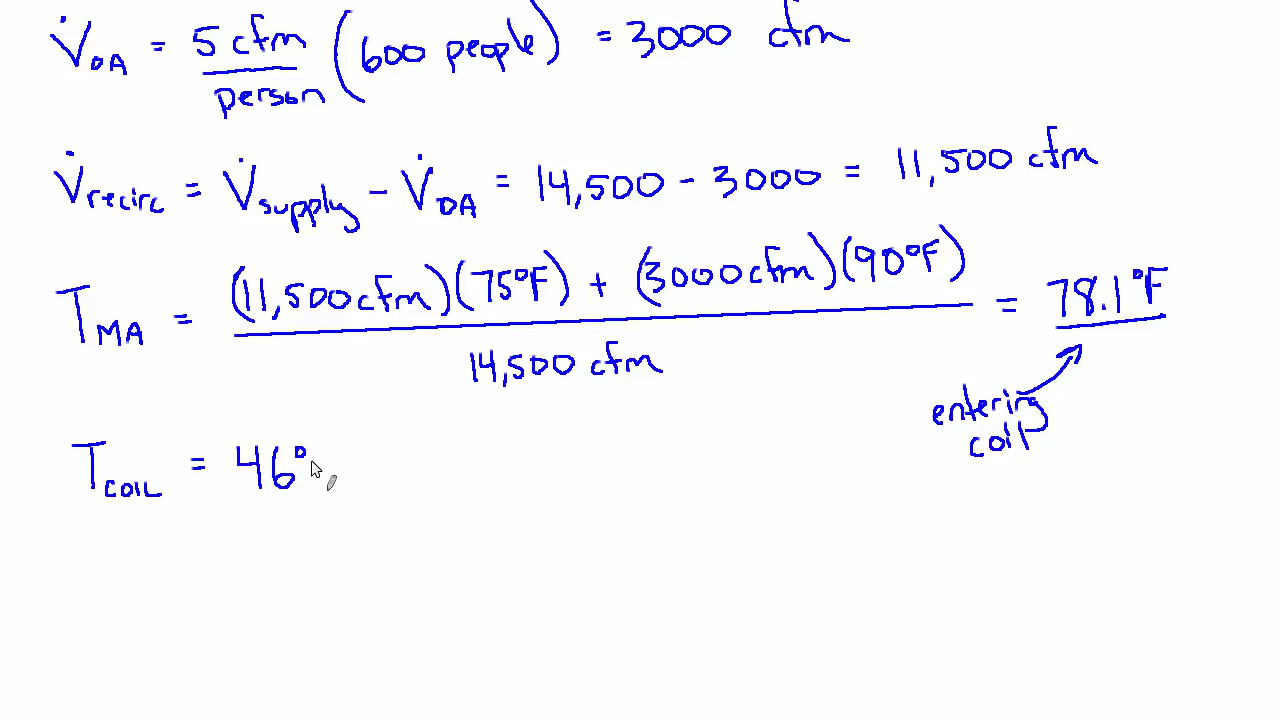 V̇OA = 5 cfm / person (600 people) = 3000 cfm
V̇recirc = V̇supply - V̇OA = 14,500 - 3000 = 11,500 cfm
TMA = (11,500 cfm)(75°F) + (3000 cfm)(90°F) / 14,500 cfm = 78.1°F
entering
coil
TCOIL = 46°